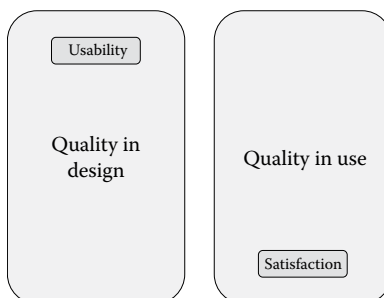 Usability
Quality in
design
Quality in use
Satisfaction